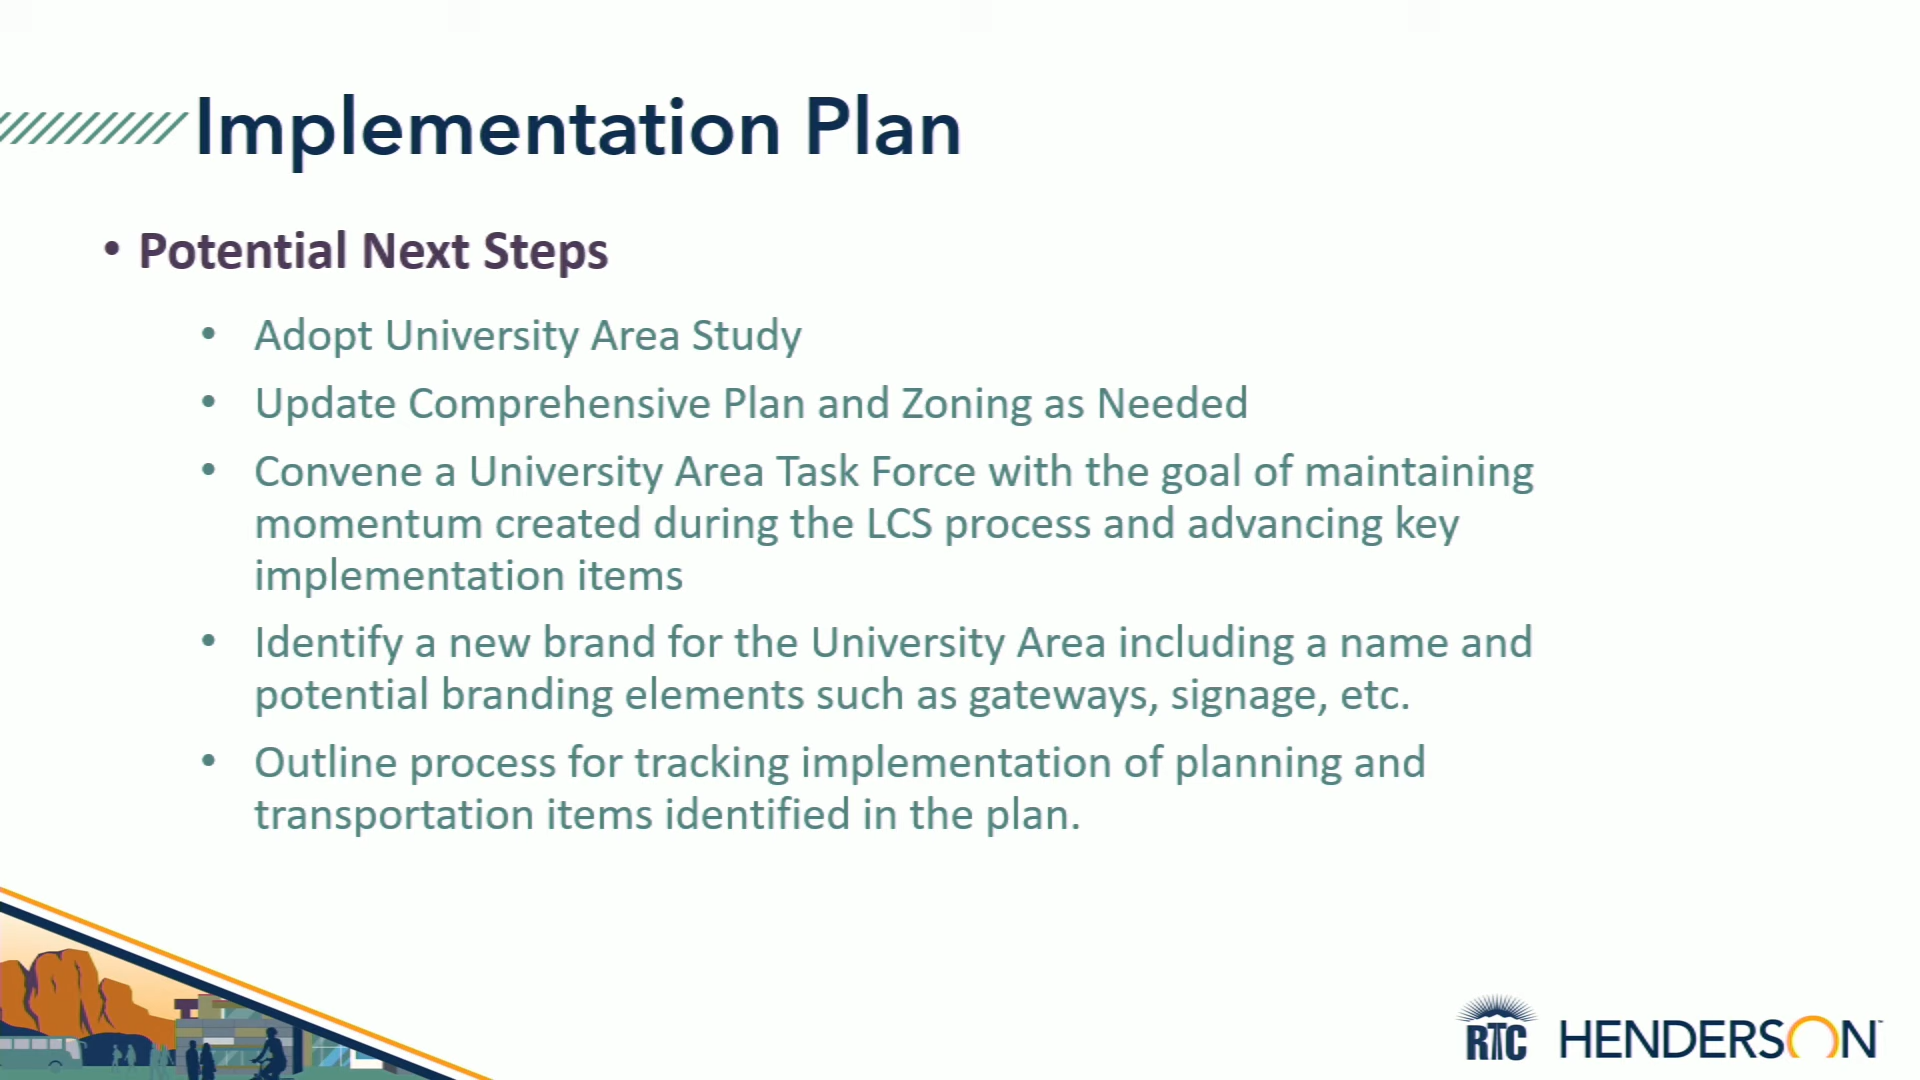 Implementation Plan
• Potential Next Steps
• Adopt University Area Study
• Update Comprehensive Plan and Zoning as Needed
• Convene a University Area Task Force with the goal of maintaining
momentum created during the LCS process and advancing key
implementation items
• Identify a new brand for the University Area including a name and
potential branding elements such as gateways, signage, etc.
• Outline process for tracking implementation of planning and
transportation items identified in the plan.
RTC HENDERSON